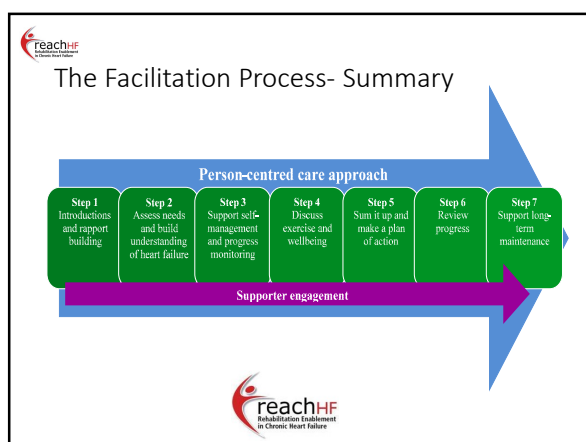 reachHF
Rehabilitation Enablement
in Chronic Heart Failure
The Facilitation Process- Summary
Person-centred care approach
Step 1
Introductions
and rapport
building
Step 2
Assess needs
and build
understanding
of heart failure
Step 3
Support self-
management
and progress
monitoring
Step 4
Discuss
exercise and
wellbeing
Step 5
Sum it up and
make a plan
of action
Step 6
Review
progress
Step 7
Support long-
term
maintenance
Supporter engagement
reachHF
Rehabilitation Enablement
in Chronic Heart Failure